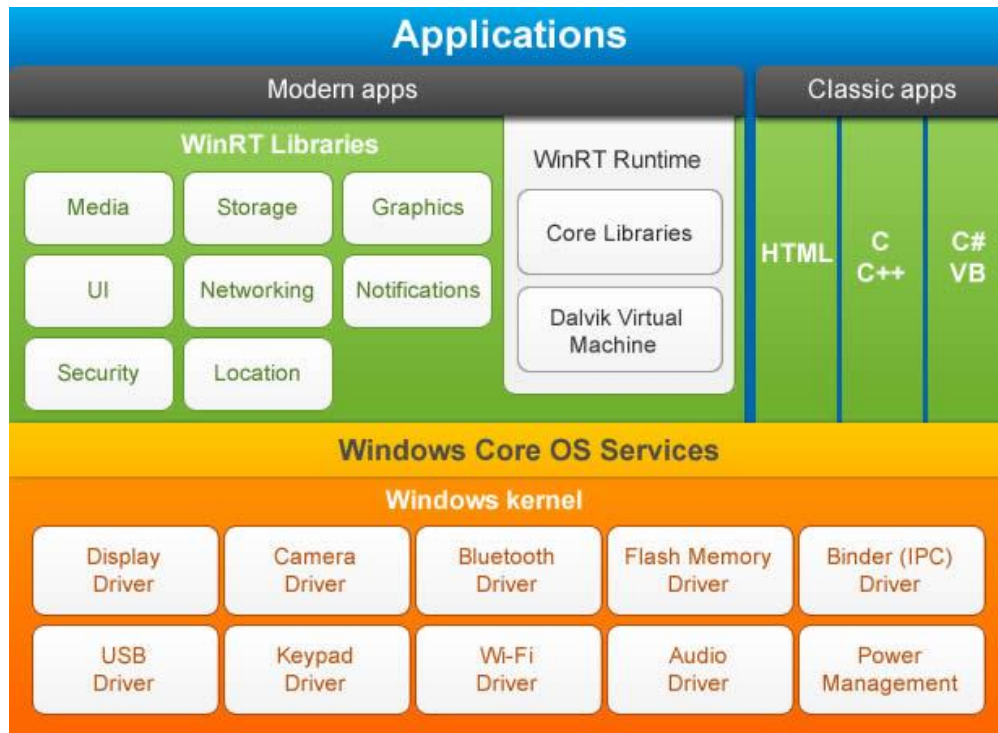 Applications
Modern apps
Classic apps
WinRT Libraries
Media
Storage
Graphics
UI
Networking
Notifications
Security
Location
WinRT Runtime
Core Libraries
Dalvik Virtual
Machine
HTML
C
C++
C#
VB
Windows Core OS Services
Windows kernel
Display
Driver
Camera
Driver
Bluetooth
Driver
Flash Memory
Driver
Binder (IPC)
Driver
USB
Driver
Keypad
Driver
Wi-Fi
Driver
Audio
Driver
Power
Management